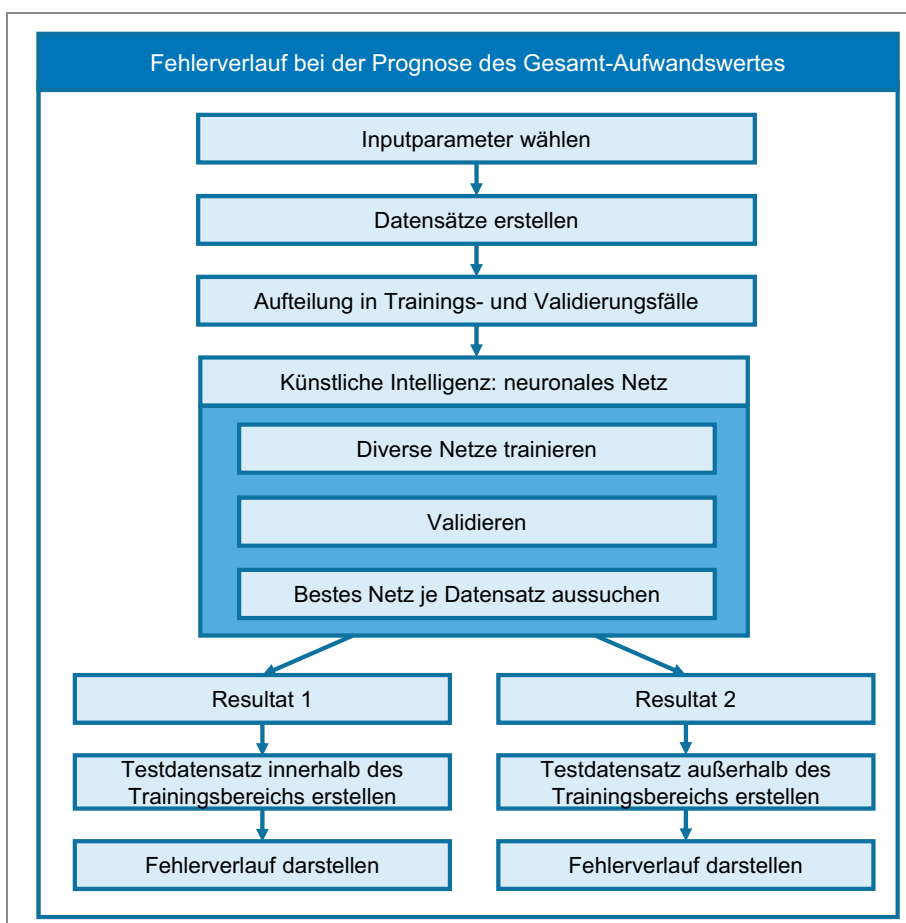 Fehlerverlauf bei der Prognose des Gesamt-Aufwandswertes
Inputparameter wählen
Datensätze erstellen
Aufteilung in Trainings- und Validierungsfälle
Künstliche Intelligenz: neuronales Netz
Diverse Netze trainieren
Validieren
Bestes Netz je Datensatz aussuchen
Resultat 1
Testdatensatz innerhalb des
Trainingsbereichs erstellen
Fehlerverlauf darstellen
Resultat 2
Testdatensatz außerhalb des
Trainingsbereichs erstellen
Fehlerverlauf darstellen